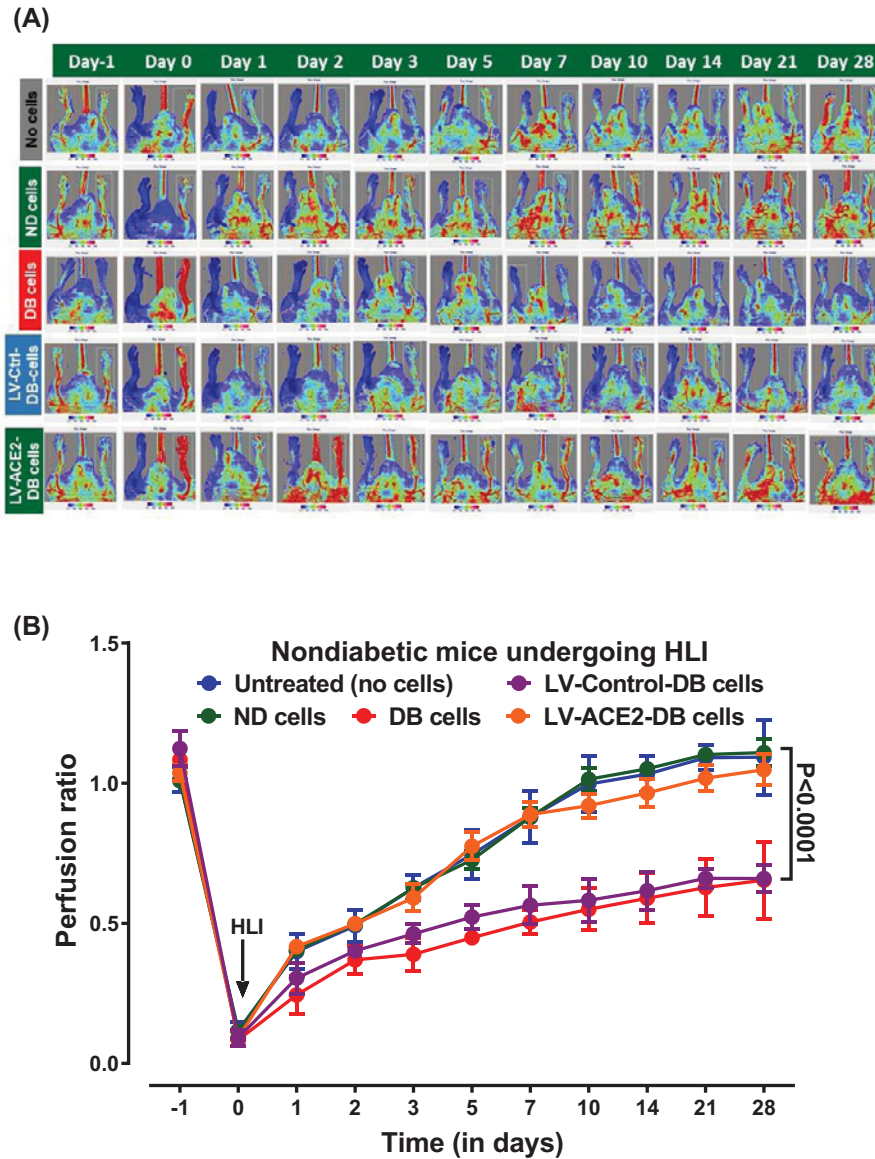 (A)
Day-1 Day 0 Day 1 Day 2 Day 3 Day 5 Day 7 Day 10 Day 14 Day 21 Day 28
No cells
ND cells
DB cells
LV-Ctrl-
DB-cells
LV-ACE2-
DB cells
(B)
Nondiabetic mice undergoing HLI
Untreated (no cells) LV-Control-DB cells
ND cells DB cells LV-ACE2-DB cells
Perfusion ratio
1.5
1.0
0.5
0.0
HLI
P<0.0001
-1 0 1 2 3 5 7 10 14 21 28
Time (in days)